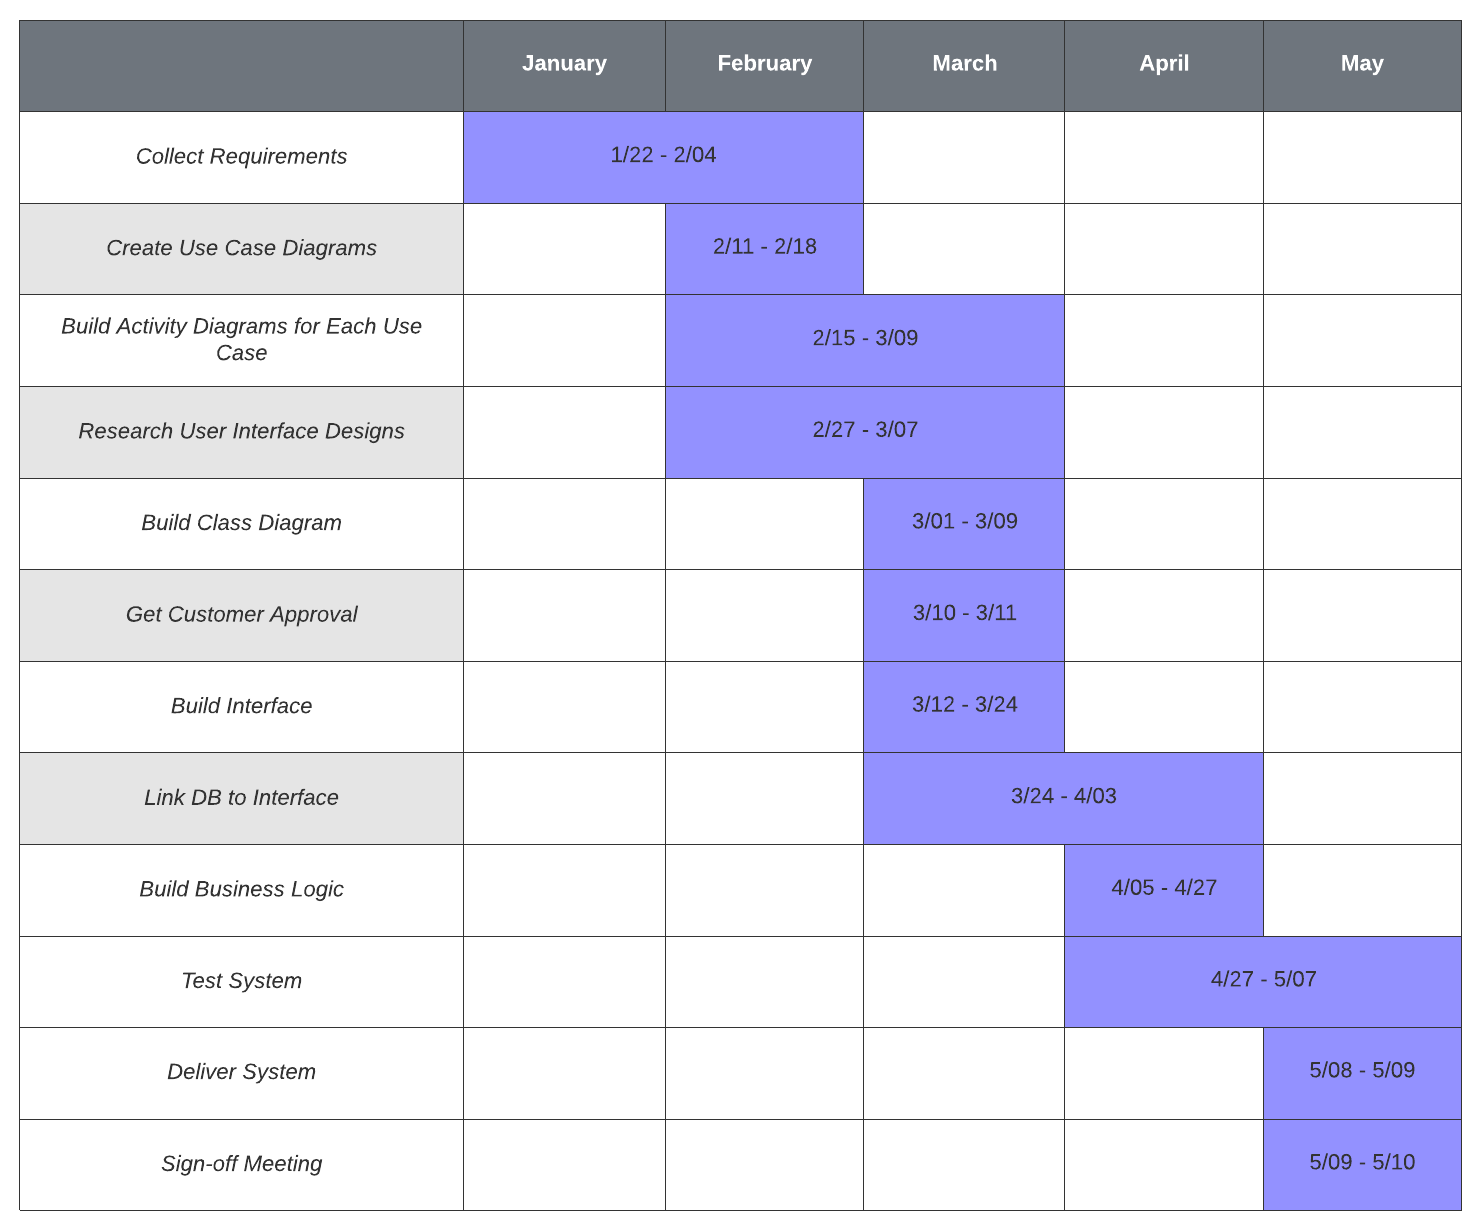 January February March April May
Collect Requirements 1/22 - 2/04
Create Use Case Diagrams 2/11 - 2/18
Build Activity Diagrams for Each Use
Case 2/15 - 3/09
Research User Interface Designs 2/27 - 3/07
Build Class Diagram 3/01 - 3/09
Get Customer Approval 3/10 - 3/11
Build Interface 3/12 - 3/24
Link DB to Interface 3/24 - 4/03
Build Business Logic 4/05 - 4/27
Test System 4/27 - 5/07
Deliver System 5/08 - 5/09
Sign-off Meeting 5/09 - 5/10